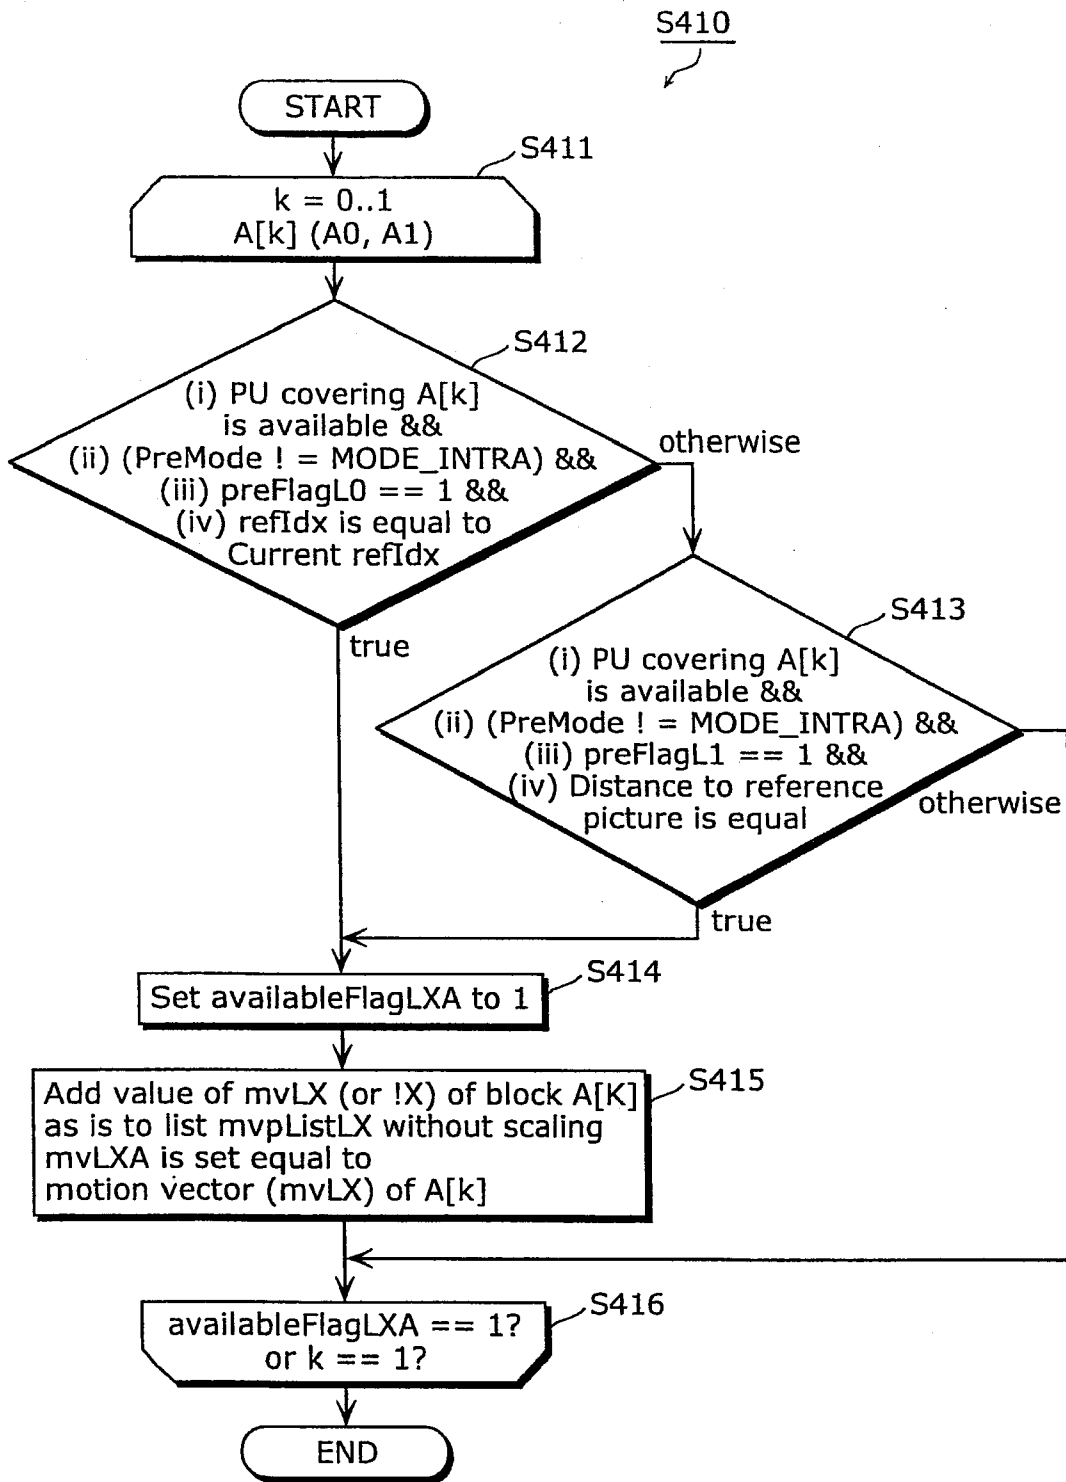 S410
START
S411
k = 0..1
A[k] (A0, A1)
S412
(i) PU covering A[k]
is available &&
(ii) (PreMode ! = MODE_INTRA) &&
(iii) preFlagL0 == 1 &&
(iv) refIdx is equal to
Current refIdx
otherwise
true
S413
(i) PU covering A[k]
is available &&
(ii) (PreMode ! = MODE_INTRA) &&
(iii) preFlagL1 == 1 &&
(iv) Distance to reference
picture is equal
otherwise
true
S414
Set availableFlagLXA to 1
S415
Add value of mvLX (or !X) of block A[K]
as is to list mvpListLX without scaling
mvLXA is set equal to
motion vector (mvLX) of A[k]
S416
availableFlagLXA == 1?
or k == 1?
END